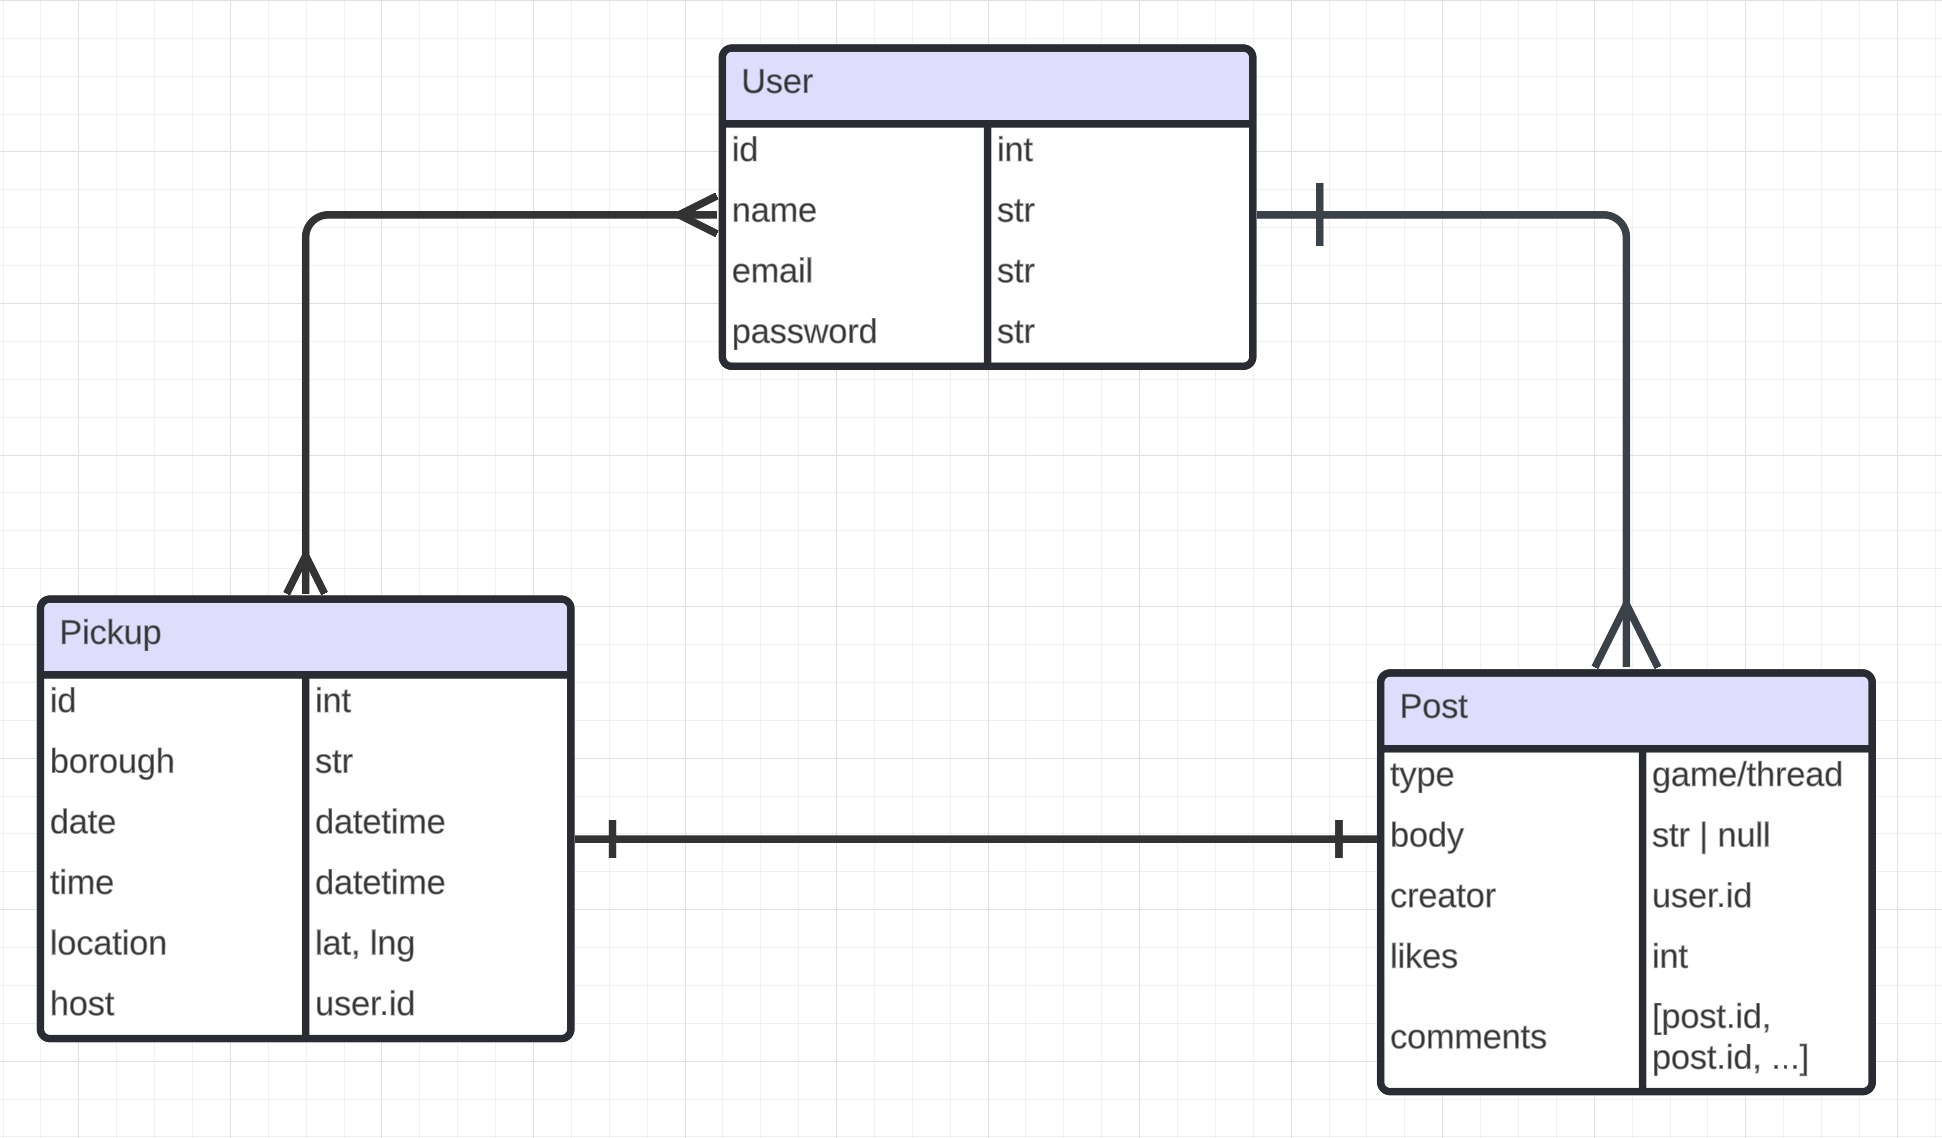 User
id int
name str
email str
password str
Pickup
id int
borough str
date datetime
time datetime
location lat, lng
host user.id
Post
type game/thread
body str | null
creator user.id
likes int
comments [post.id,
post.id, ...]